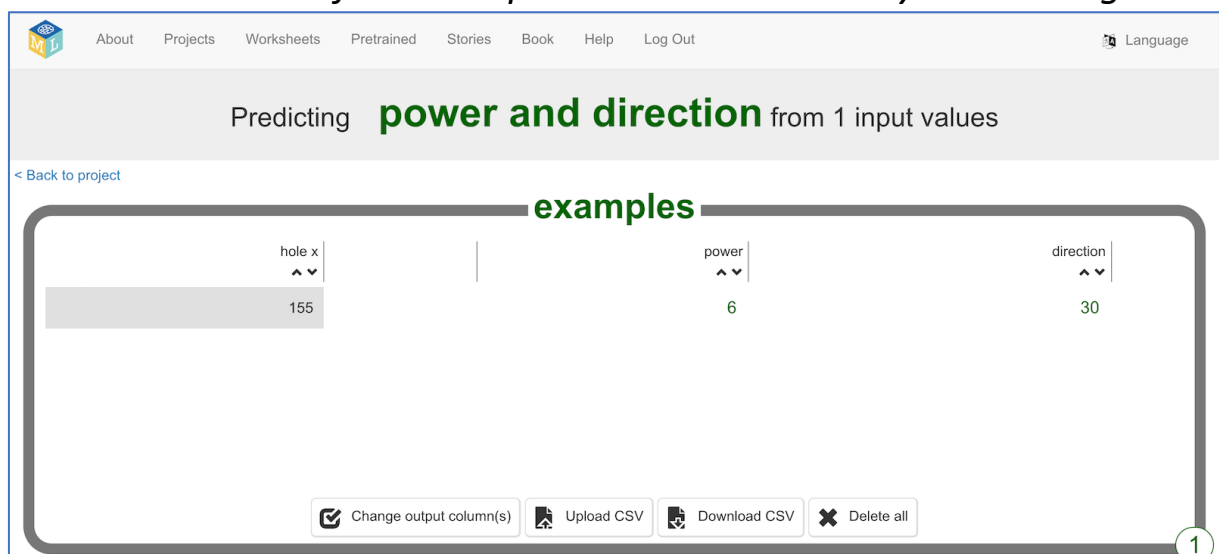 About Projects Worksheets Pretrained Stories Book Help Log Out Language
Predicting power and direction from 1 input values
< Back to project
examples
hole x power direction
155 6 30
Change output column(s) Upload CSV Download CSV Delete all
1